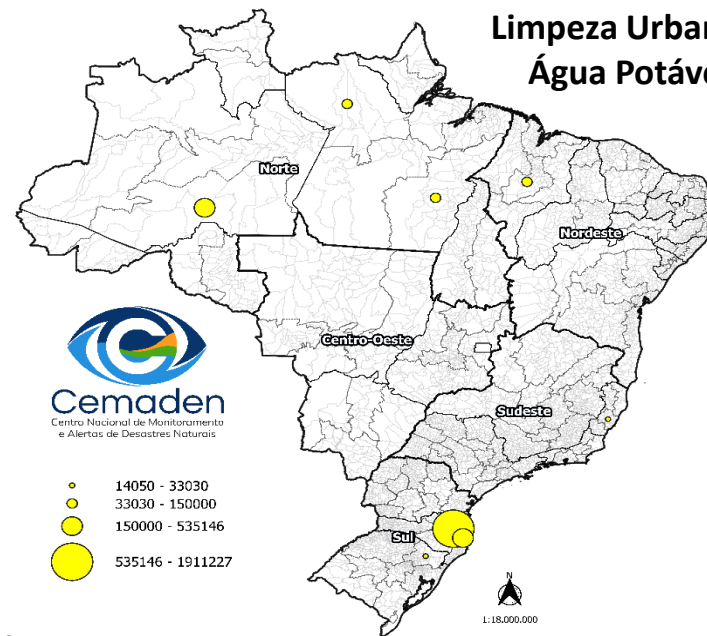 Limpeza Urban
Água Potáve
Norte
Nordeste
Centro-Oeste
Sudeste
Sul
Cemaden
Centro Nacional de Monitoramento
e Alertas de Desastres Naturais
14050 - 33030
33030 - 150000
150000 - 535146
535146 - 1911227
N
1:18.000.000